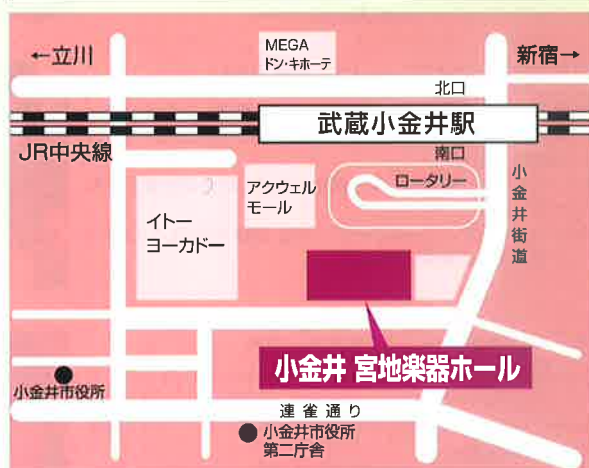 MEGA
ドン・キホーテ
←立川
新宿→
北口
武蔵小金井駅
JR中央線
南口
ロータリー
小金井街道
アクウェル
モール
イトー
ヨーカドー
小金井 宮地楽器ホール
小金井市役所
連雀通り
小金井市役所
第二庁舎